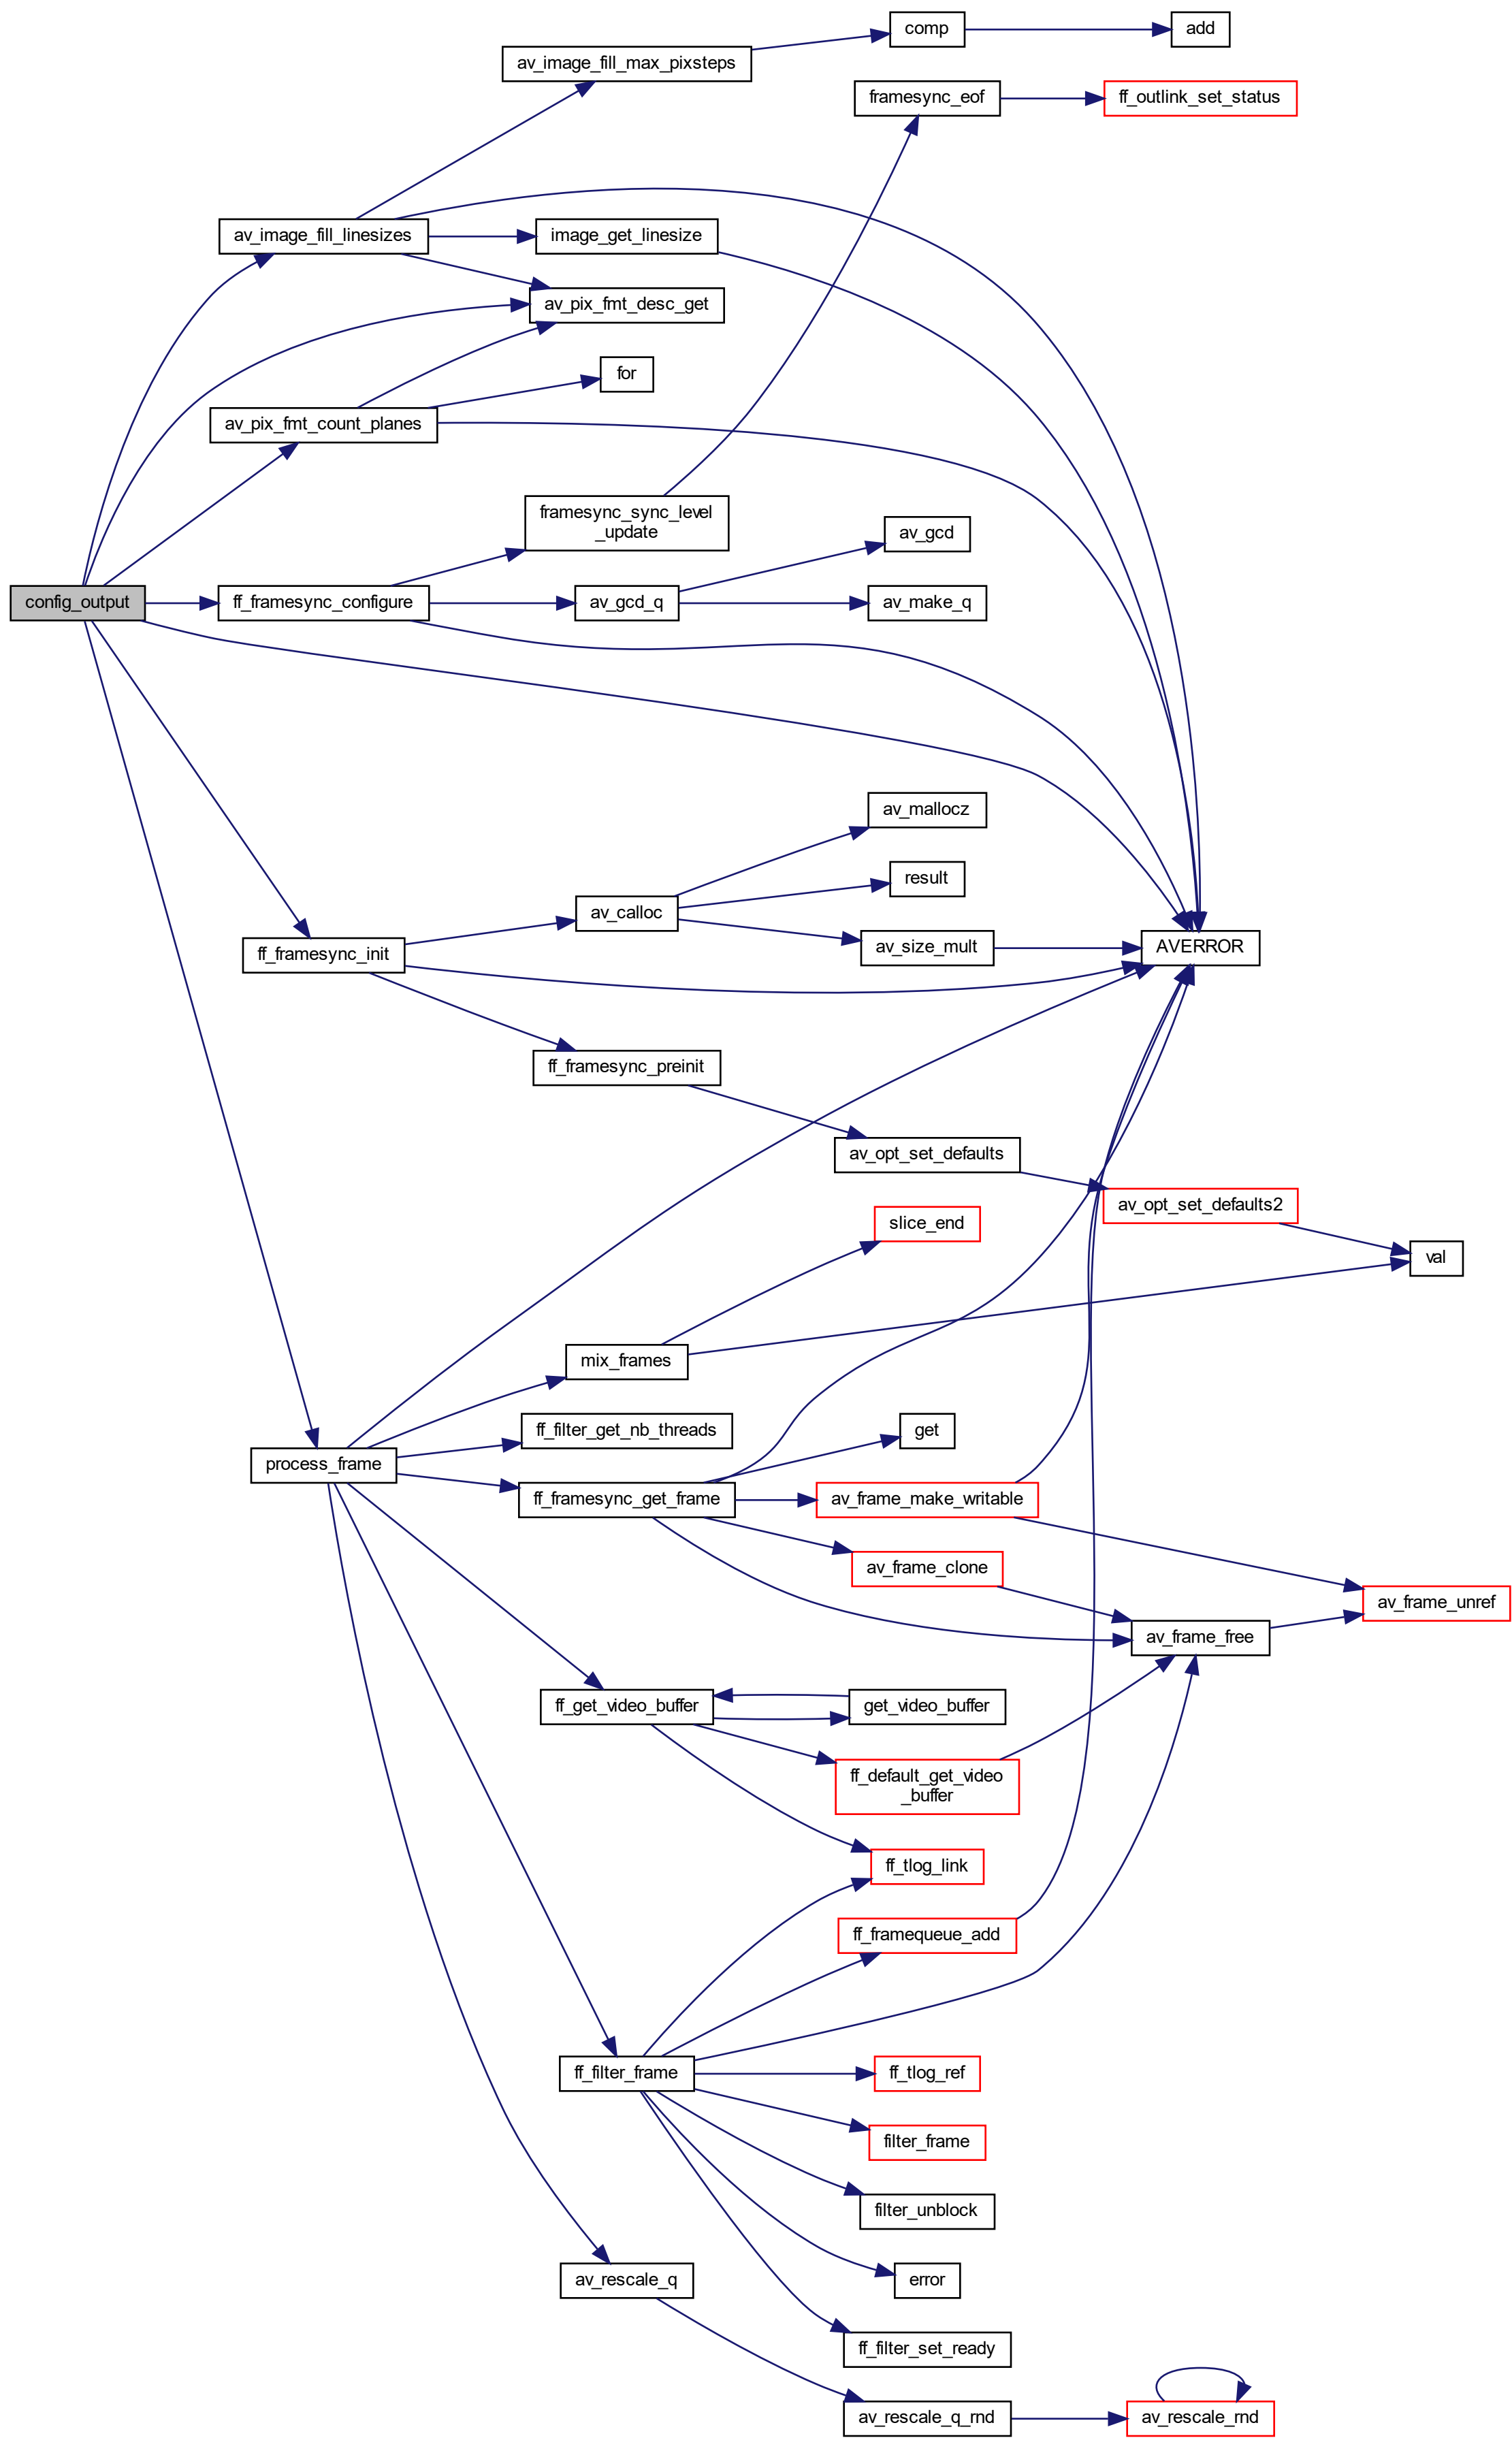 comp
add
av_image_fill_max_pixsteps
framesync_eof
ff_outlink_set_status
av_image_fill_linesizes
image_get_linesize
av_pix_fmt_desc_get
for
av_pix_fmt_count_planes
framesync_sync_level
_update
av_gcd
config_output
ff_framesync_configure
av_gcd_q
av_make_q
av_mallocz
result
av_calloc
av_size_mult
AVERROR
ff_framesync_init
ff_framesync_preinit
av_opt_set_defaults
av_opt_set_defaults2
slice_end
val
mix_frames
ff_filter_get_nb_threads
get
process_frame
ff_framesync_get_frame
av_frame_make_writable
av_frame_clone
av_frame_unref
av_frame_free
ff_get_video_buffer
get_video_buffer
ff_default_get_video
_buffer
ff_tlog_link
ff_framequeue_add
ff_filter_frame
ff_tlog_ref
filter_frame
filter_unblock
av_rescale_q
error
ff_filter_set_ready
av_rescale_q_rnd
av_rescale_rnd